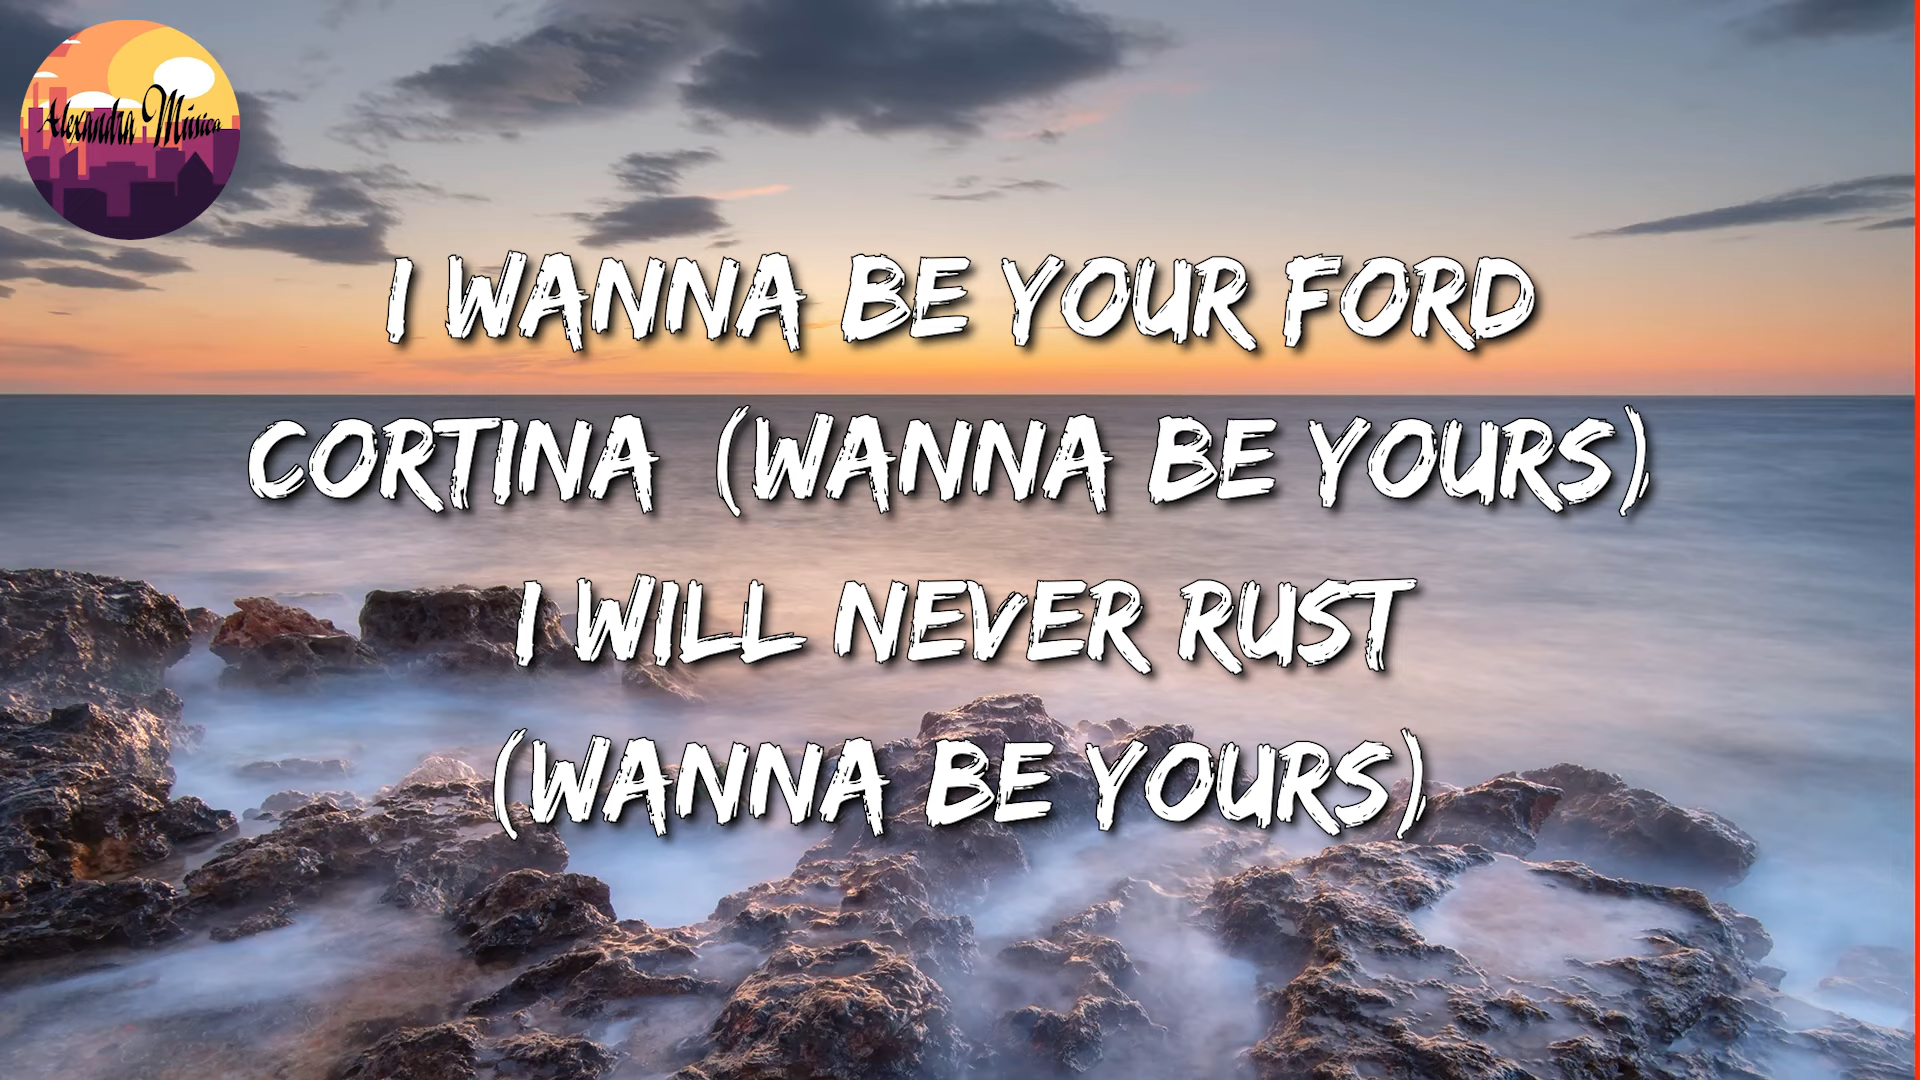 Alexandra Música
I WANNA BE YOUR FORD
CORTINA (WANNA BE YOURS)
I WILL NEVER RUST
(WANNA BE YOURS)